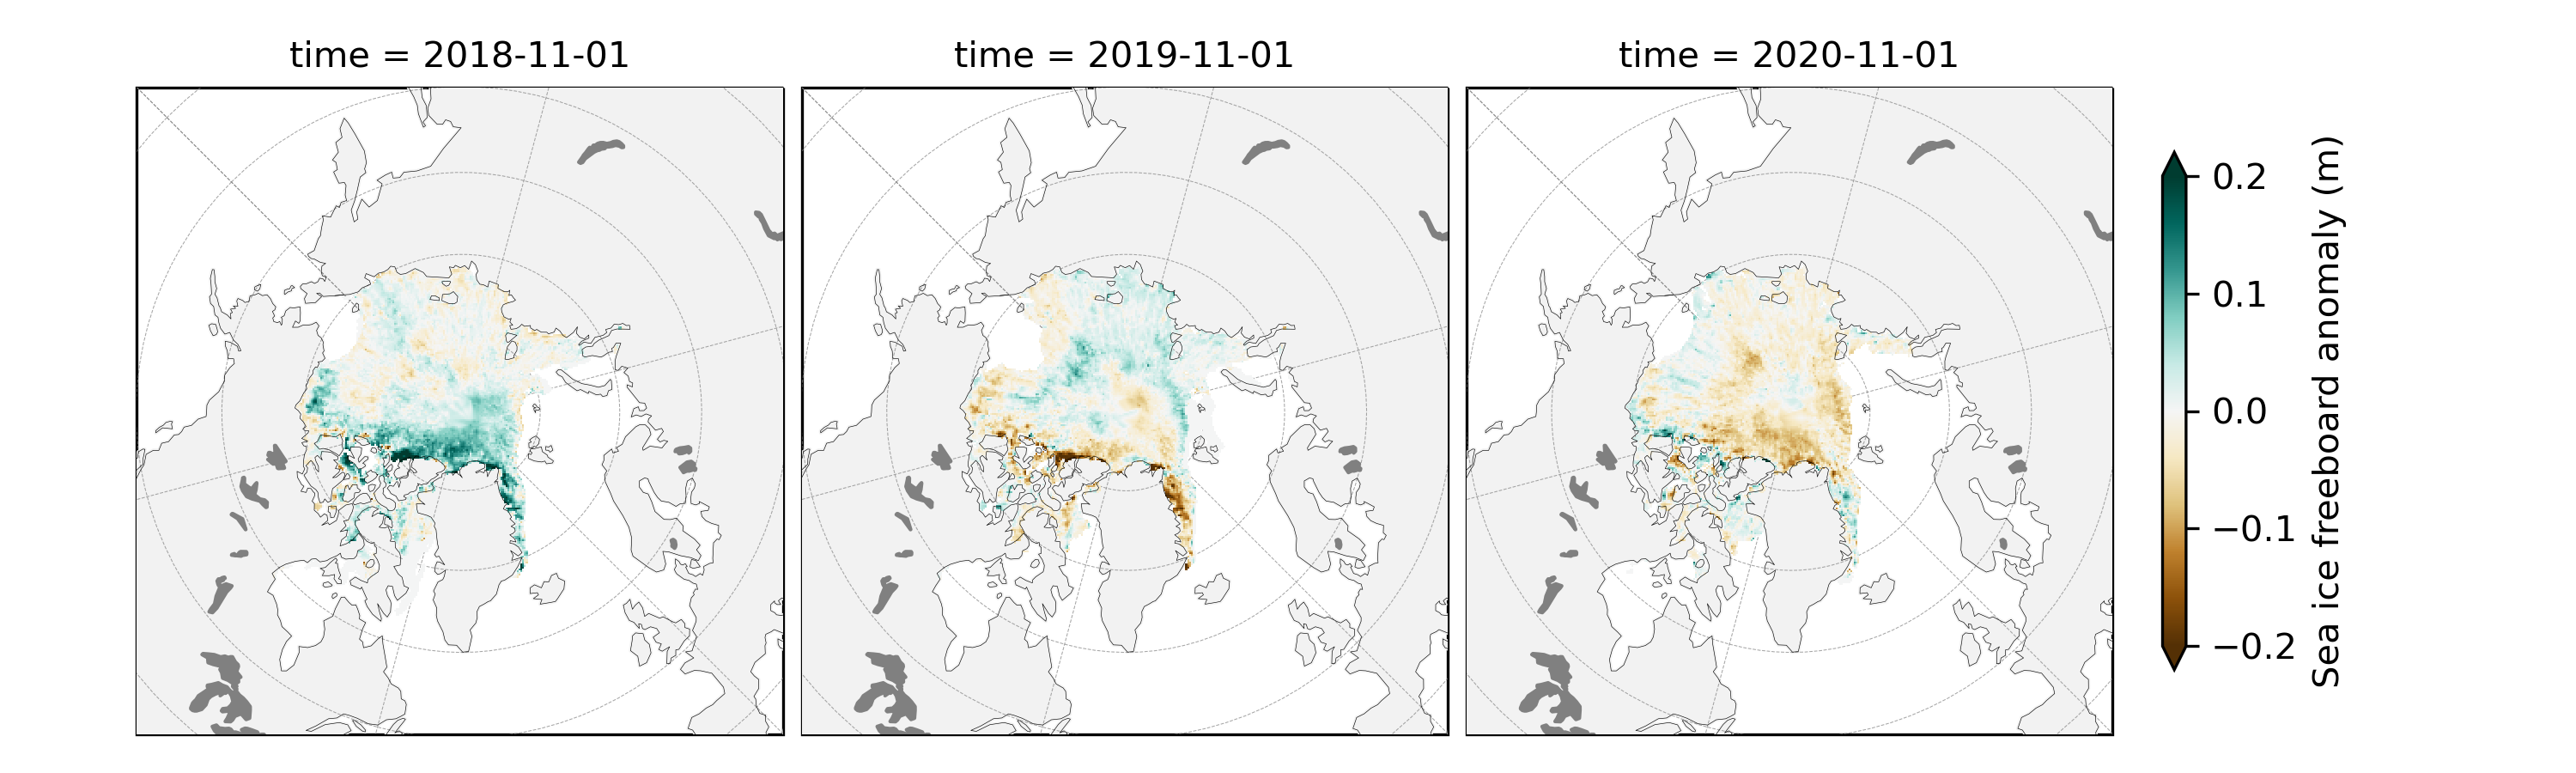 time = 2018-11-01
time = 2019-11-01
time = 2020-11-01
0.2
0.1
0.0
−0.1
−0.2
Sea ice freeboard anomaly (m)